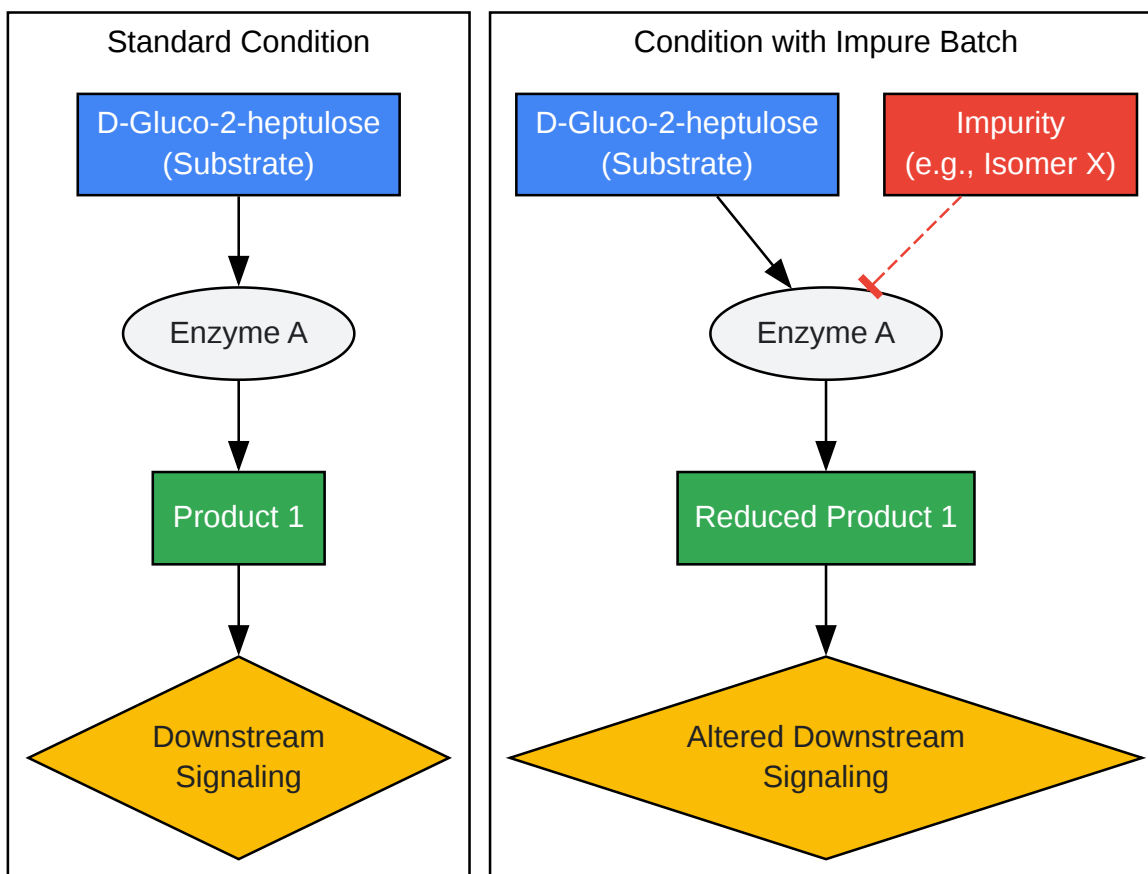 Standard Condition
D-Gluco-2-heptulose
(Substrate)
Enzyme A
Product 1
Downstream
Signaling
Condition with Impure Batch
D-Gluco-2-heptulose
(Substrate)
Impurity
(e.g., Isomer X)
Enzyme A
Reduced Product 1
Altered Downstream
Signaling